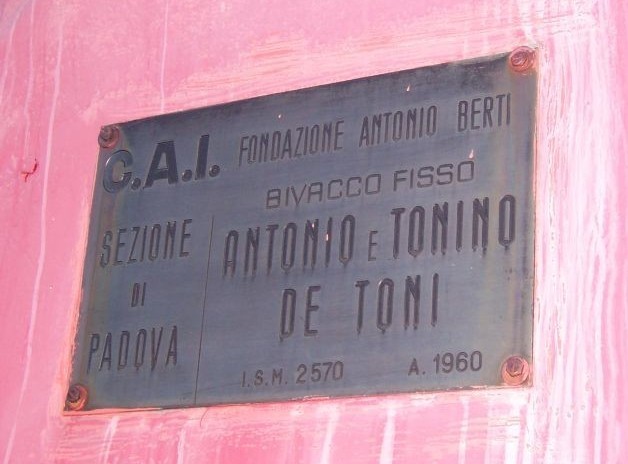 C.A.I. FONDAZIONE ANTONIO BERTI
BIVACCO FISSO
SEZIONE
DI
PADOVA
ANTONIO E TONINO
DE TONI
I.S.M. 2570 A. 1960